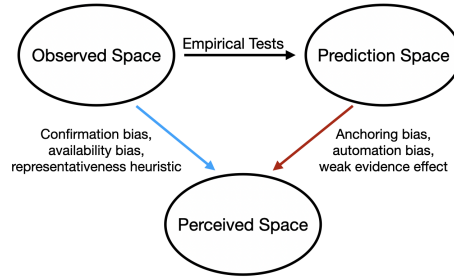 Observed Space
Empirical Tests
Prediction Space
Confirmation bias,
availability bias,
representativeness heuristic
Anchoring bias,
automation bias,
weak evidence effect
Perceived Space